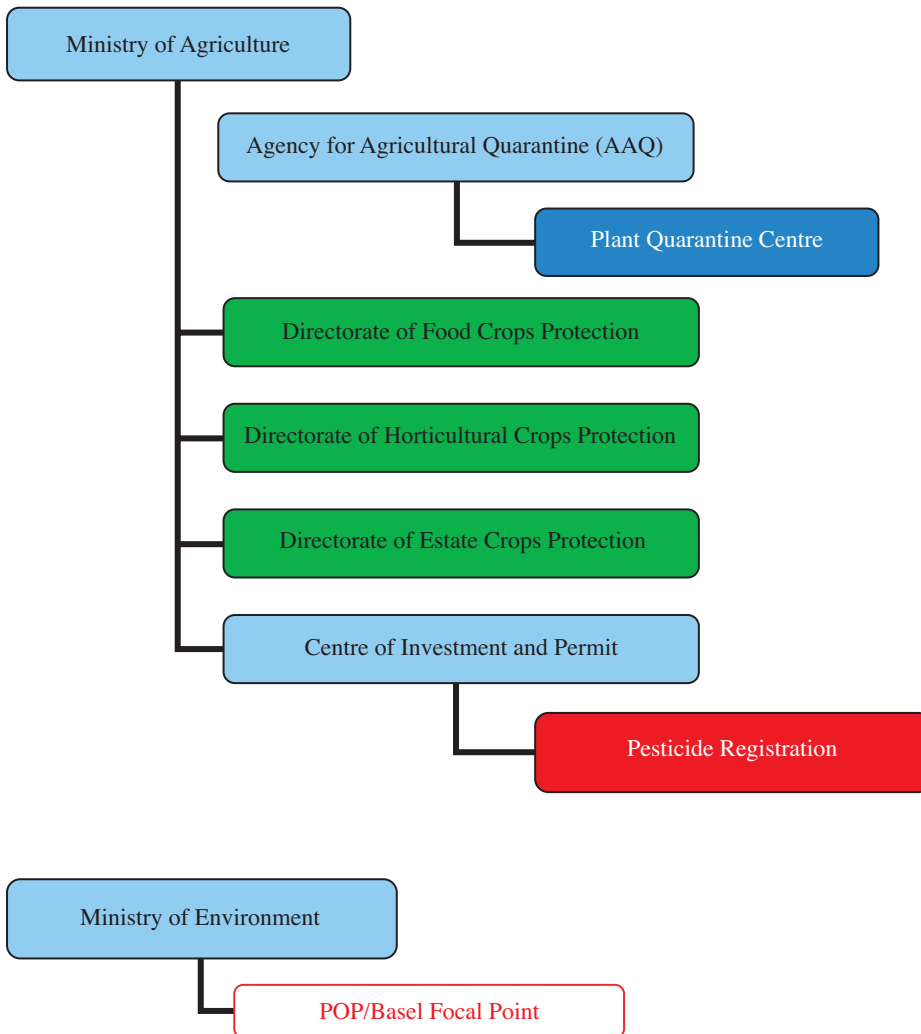 Ministry of Agriculture
Agency for Agricultural Quarantine (AAQ)
Plant Quarantine Centre
Directorate of Food Crops Protection
Directorate of Horticultural Crops Protection
Directorate of Estate Crops Protection
Centre of Investment and Permit
Pesticide Registration
Ministry of Environment
POP/Basel Focal Point